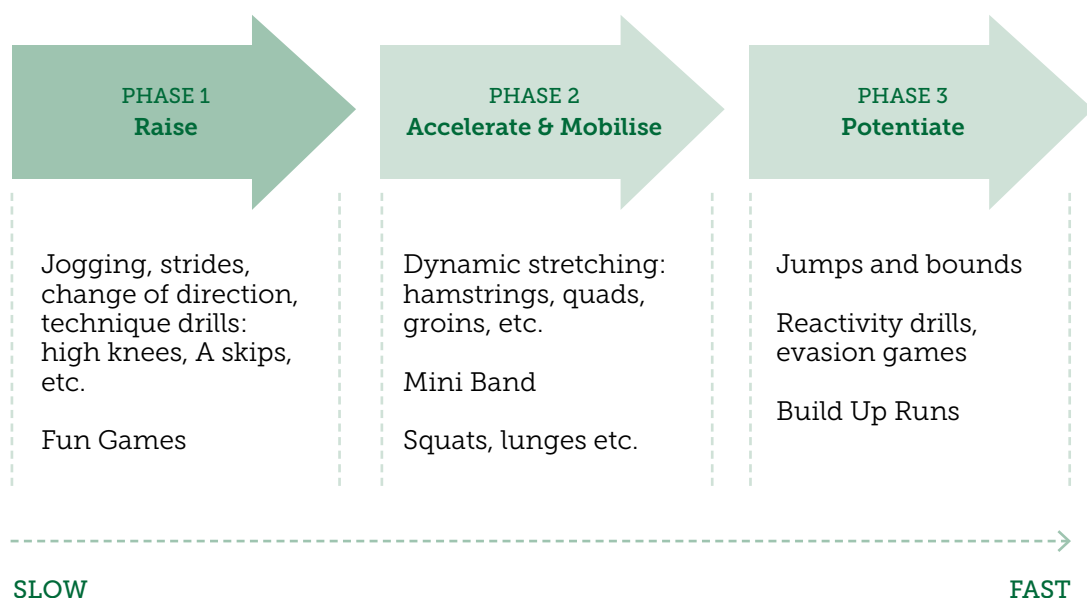 PHASE 1
Raise
PHASE 2
Accelerate & Mobilise
PHASE 3
Potentiate
Jogging, strides,
change of direction,
technique drills:
high knees, A skips,
etc.
Fun Games
Dynamic stretching:
hamstrings, quads,
groins, etc.
Mini Band
Squats, lunges etc.
Jumps and bounds
Reactivity drills,
evasion games
Build Up Runs
SLOW
FAST